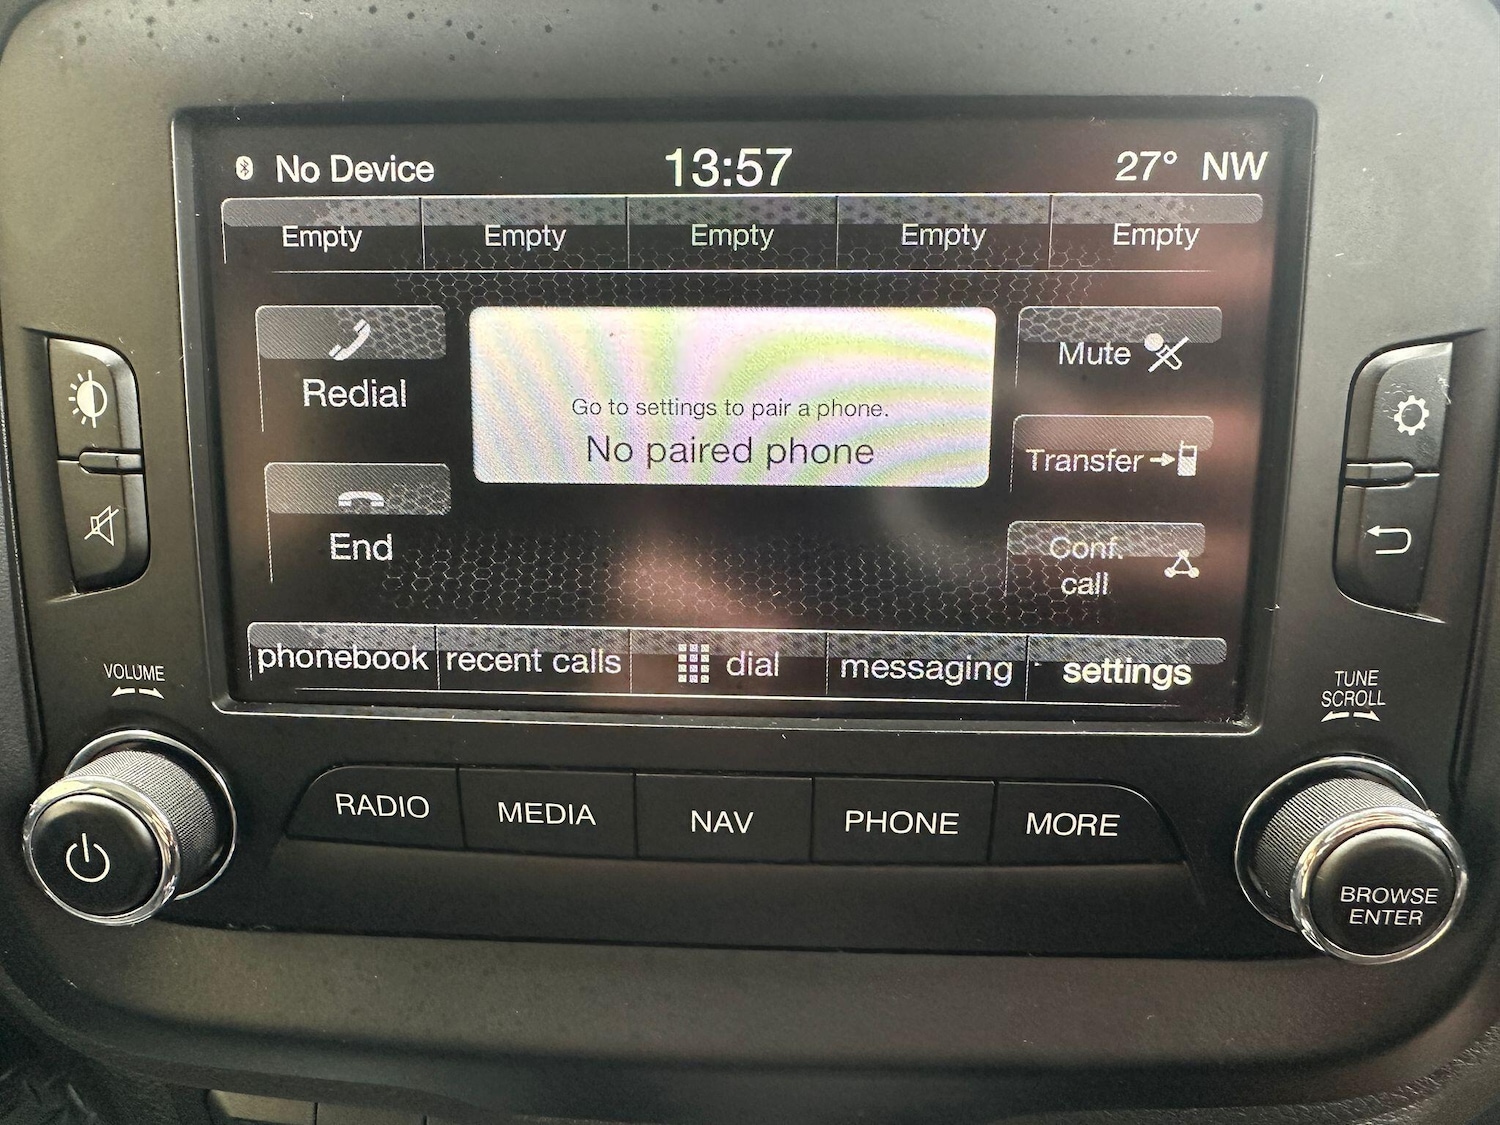 No Device 13:57 27° NW
Empty Empty Empty Empty Empty
Redial
Go to settings to pair a phone.
No paired phone
Mute
Transfer
End
Conf.
call
phonebook recent calls dial messaging settings
VOLUME
TUNE
SCROLL
RADIO MEDIA NAV PHONE MORE
BROWSE
ENTER